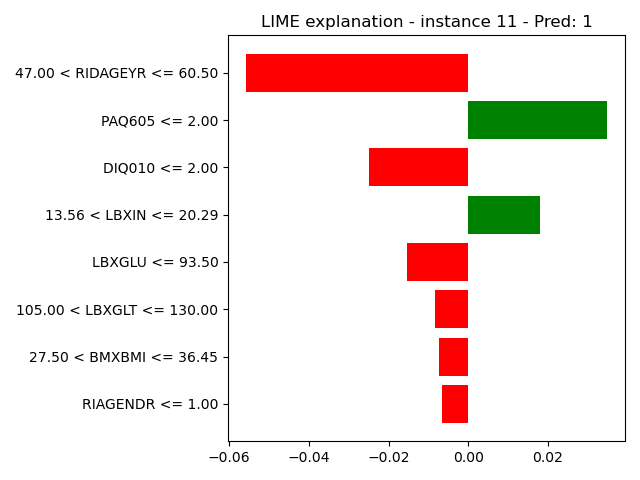 LIME explanation - instance 11 - Pred: 1
47.00 < RIDAGEYR <= 60.50
PAQ605 <= 2.00
DIQ010 <= 2.00
13.56 < LBXIN <= 20.29
LBXGLU <= 93.50
105.00 < LBXGLT <= 130.00
27.50 < BMXBMI <= 36.45
RIAGENDR <= 1.00
−0.06 −0.04 −0.02 0.00 0.02